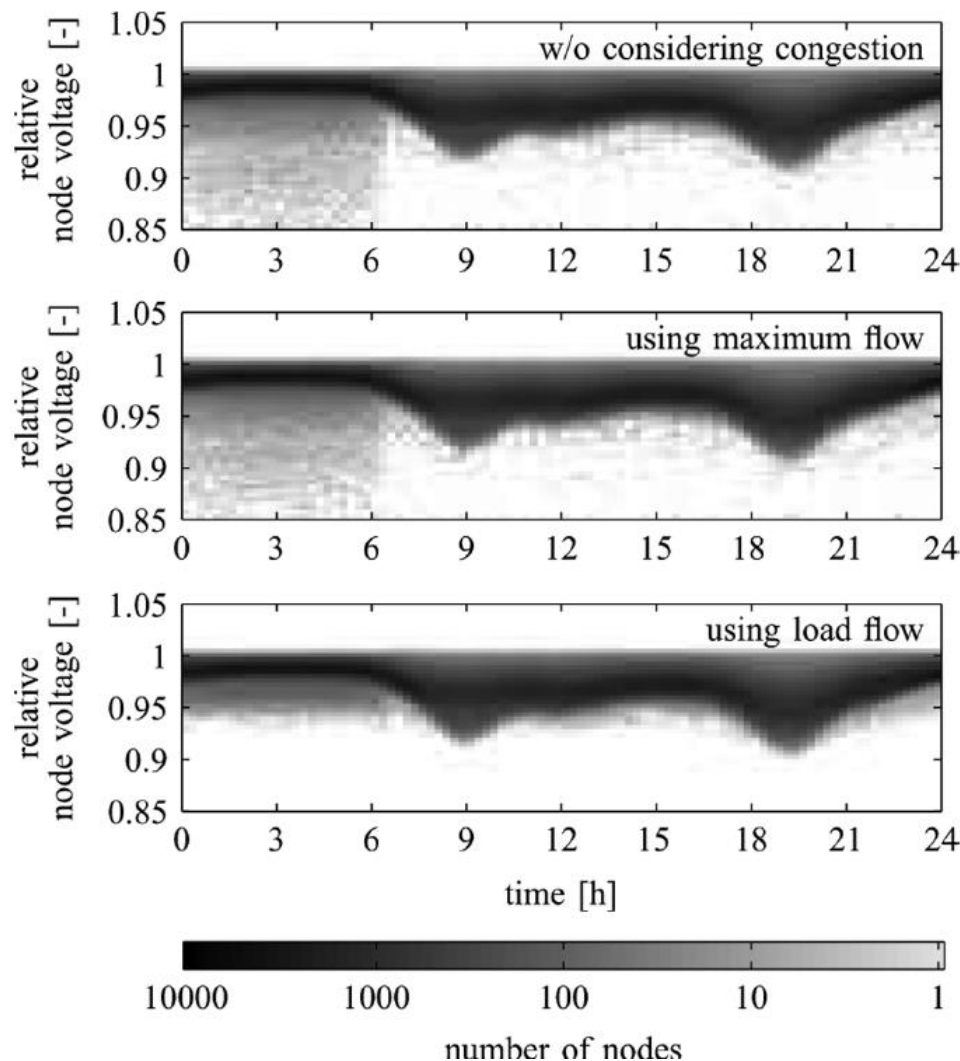 1.05
w/o considering congestion
1
0.95
0.9
0.85
relative
node voltage [-]
0 3 6 9 12 15 18 21 24
1.05
using maximum flow
1
0.95
0.9
0.85
relative
node voltage [-]
0 3 6 9 12 15 18 21 24
1.05
using load flow
1
0.95
0.9
0.85
relative
node voltage [-]
0 3 6 9 12 15 18 21 24
time [h]
10000 1000 100 10 1
number of nodes